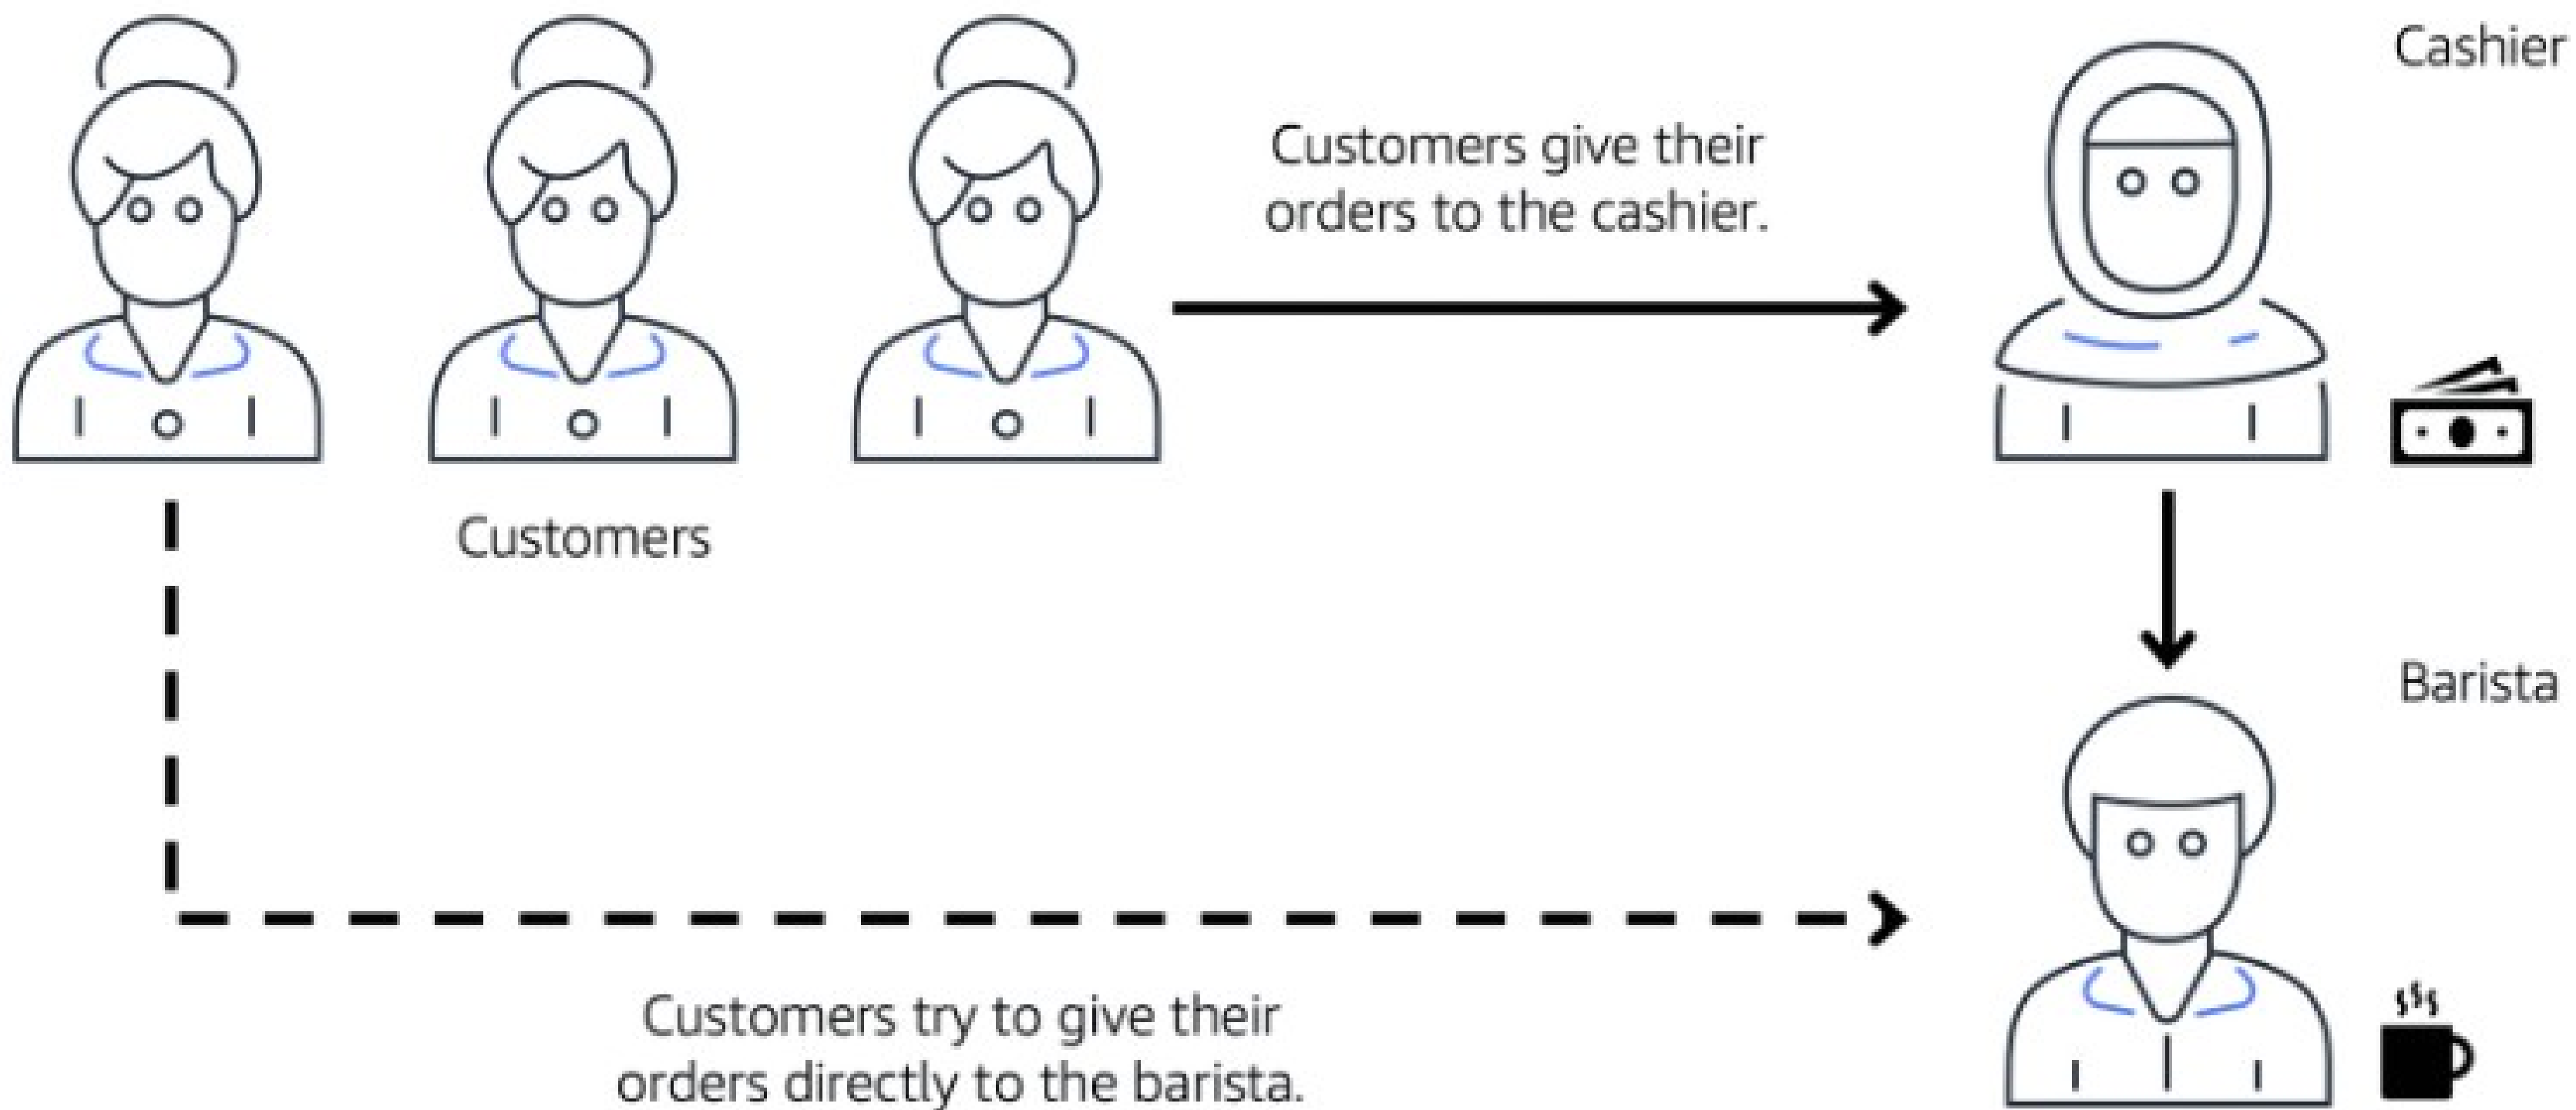 Cashier
Customers give their
orders to the cashier.
Customers
Barista
Customers try to give their
orders directly to the barista.